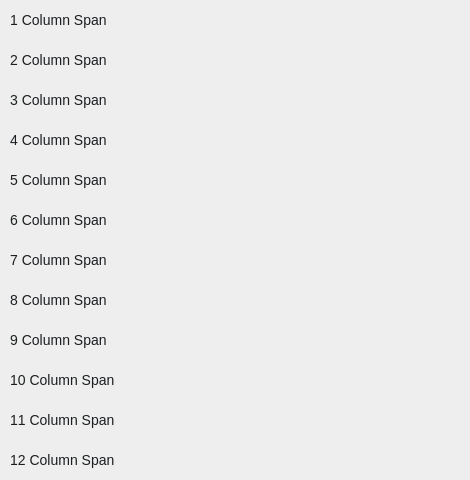 1 Column Span
2 Column Span
3 Column Span
4 Column Span
5 Column Span
6 Column Span
7 Column Span
8 Column Span
9 Column Span
10 Column Span
11 Column Span
12 Column Span